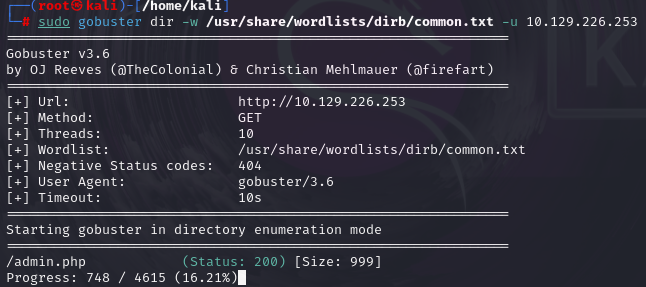 ┌──(root㉿kali)-[/home/kali]
└─# sudo gobuster dir -w /usr/share/wordlists/dirb/common.txt -u 10.129.226.253
===============================================================
Gobuster v3.6
by OJ Reeves (@TheColonial) & Christian Mehlmauer (@firefart)
===============================================================
[+] Url:                     http://10.129.226.253
[+] Method:                  GET
[+] Threads:                 10
[+] Wordlist:                /usr/share/wordlists/dirb/common.txt
[+] Negative Status codes:   404
[+] User Agent:              gobuster/3.6
[+] Timeout:                 10s
===============================================================
Starting gobuster in directory enumeration mode
===============================================================
/admin.php            (Status: 200) [Size: 999]
Progress: 748 / 4615 (16.21%)